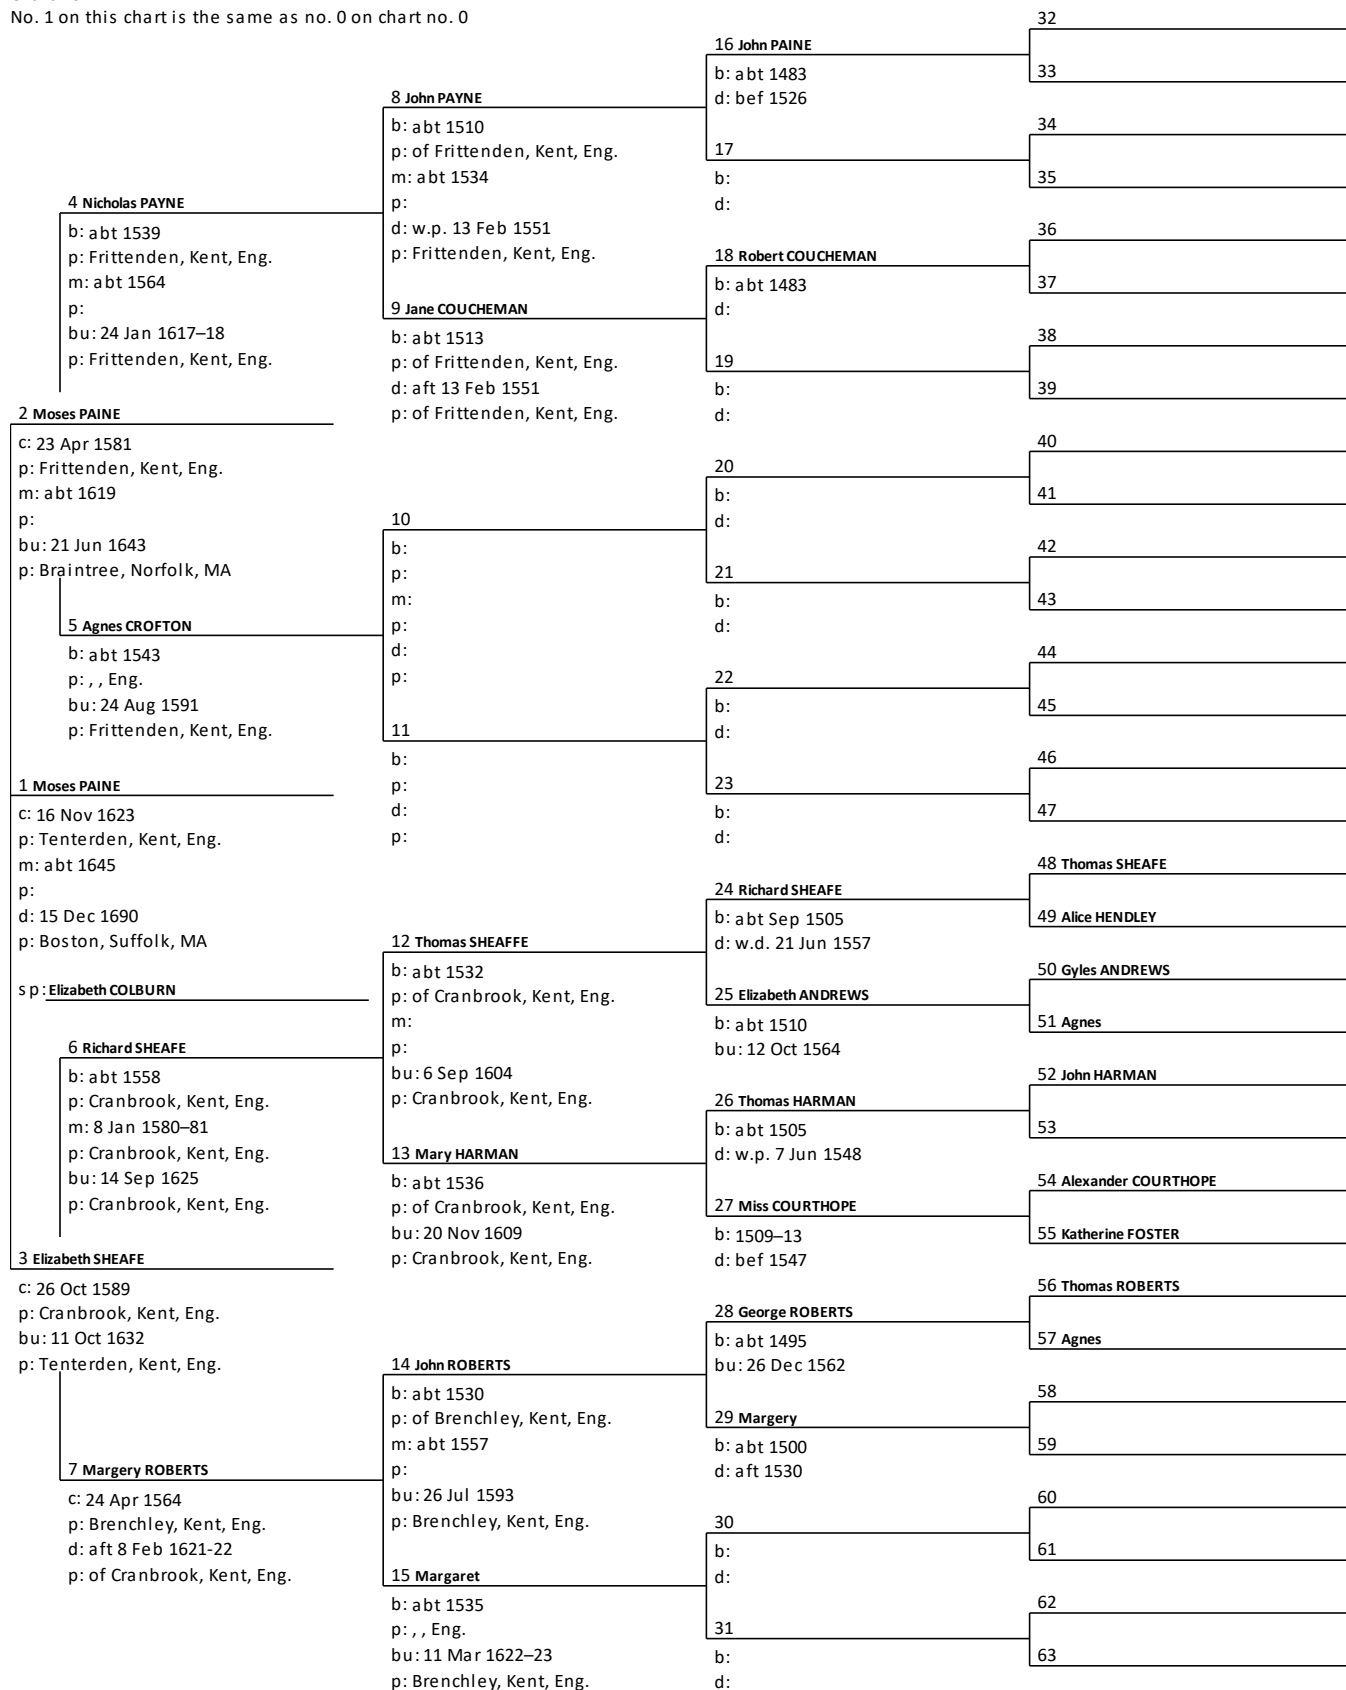 No. 1 on this chart is the same as no. 0 on chart no. 0
2 Moses PAINE
c: 23 Apr 1581
p: Frittenden, Kent, Eng.
m: abt 1619
p:
bu: 21 Jun 1643
p: Braintree, Norfolk, MA
1 Moses PAINE
c: 16 Nov 1623
p: Tenterden, Kent, Eng.
m: abt 1645
p:
d: 15 Dec 1690
p: Boston, Suffolk, MA
sp: Elizabeth COLBURN
3 Elizabeth SHEAFE
c: 26 Oct 1589
p: Cranbrook, Kent, Eng.
bu: 11 Oct 1632
p: Tenterden, Kent, Eng.
4 Nicholas PAYNE
b: abt 1539
p: Frittenden, Kent, Eng.
m: abt 1564
p:
bu: 24 Jan 1617–18
p: Frittenden, Kent, Eng.
5 Agnes CROFTON
b: abt 1543
p: , , Eng.
bu: 24 Aug 1591
p: Frittenden, Kent, Eng.
6 Richard SHEAFE
b: abt 1558
p: Cranbrook, Kent, Eng.
m: 8 Jan 1580–81
p: Cranbrook, Kent, Eng.
bu: 14 Sep 1625
p: Cranbrook, Kent, Eng.
7 Margery ROBERTS
c: 24 Apr 1564
p: Brenchley, Kent, Eng.
d: aft 8 Feb 1621-22
p: of Cranbrook, Kent, Eng.
8 John PAYNE
b: abt 1510
p: of Frittenden, Kent, Eng.
m: abt 1534
p:
d: w.p. 13 Feb 1551
p: Frittenden, Kent, Eng.
9 Jane COUCHEMAN
b: abt 1513
p: of Frittenden, Kent, Eng.
d: aft 13 Feb 1551
p: of Frittenden, Kent, Eng.
10
b:
p:
m:
p:
d:
p:
11
b:
p:
d:
p:
12 Thomas SHEAFFE
b: abt 1532
p: of Cranbrook, Kent, Eng.
m:
p:
bu: 6 Sep 1604
p: Cranbrook, Kent, Eng.
13 Mary HARMAN
b: abt 1536
p: of Cranbrook, Kent, Eng.
bu: 20 Nov 1609
p: Cranbrook, Kent, Eng.
14 John ROBERTS
b: abt 1530
p: of Brenchley, Kent, Eng.
m: abt 1557
p:
bu: 26 Jul 1593
p: Brenchley, Kent, Eng.
15 Margaret
b: abt 1535
p: , , Eng.
bu: 11 Mar 1622–23
p: Brenchley, Kent, Eng.
16 John PAINE
b: abt 1483
d: bef 1526
17
b:
d:
18 Robert COUCHEMAN
b: abt 1483
d:
19
b:
d:
20
b:
d:
21
b:
d:
22
b:
d:
23
b:
d:
24 Richard SHEAFE
b: abt Sep 1505
d: w.d. 21 Jun 1557
25 Elizabeth ANDREWS
b: abt 1510
bu: 12 Oct 1564
26 Thomas HARMAN
b: abt 1505
d: w.p. 7 Jun 1548
27 Miss COURTHOPE
b: 1509–13
d: bef 1547
28 George ROBERTS
b: abt 1495
bu: 26 Dec 1562
29 Margery
b: abt 1500
d: aft 1530
30
b:
d:
31
b:
d:
32
33
34
35
36
37
38
39
40
41
42
43
44
45
46
47
48 Thomas SHEAFE
49 Alice HENDLEY
50 Gyles ANDREWS
51 Agnes
52 John HARMAN
53
54 Alexander COURTHOPE
55 Katherine FOSTER
56 Thomas ROBERTS
57 Agnes
58
59
60
61
62
63